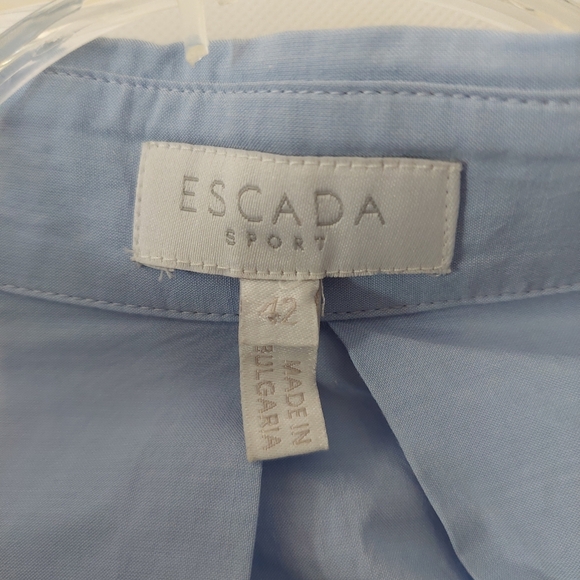 ESCADA
SPORT
42
MADE IN
BULGARIA